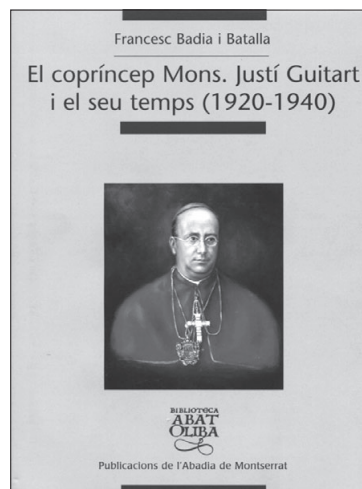 Francesc Badia i Batalla
El copríncep Mons. Justí Guitart
i el seu temps (1920-1940)
BIBLIOTECA
ABAT
OLIBA
Publicacions de l'Abadia de Montserrat